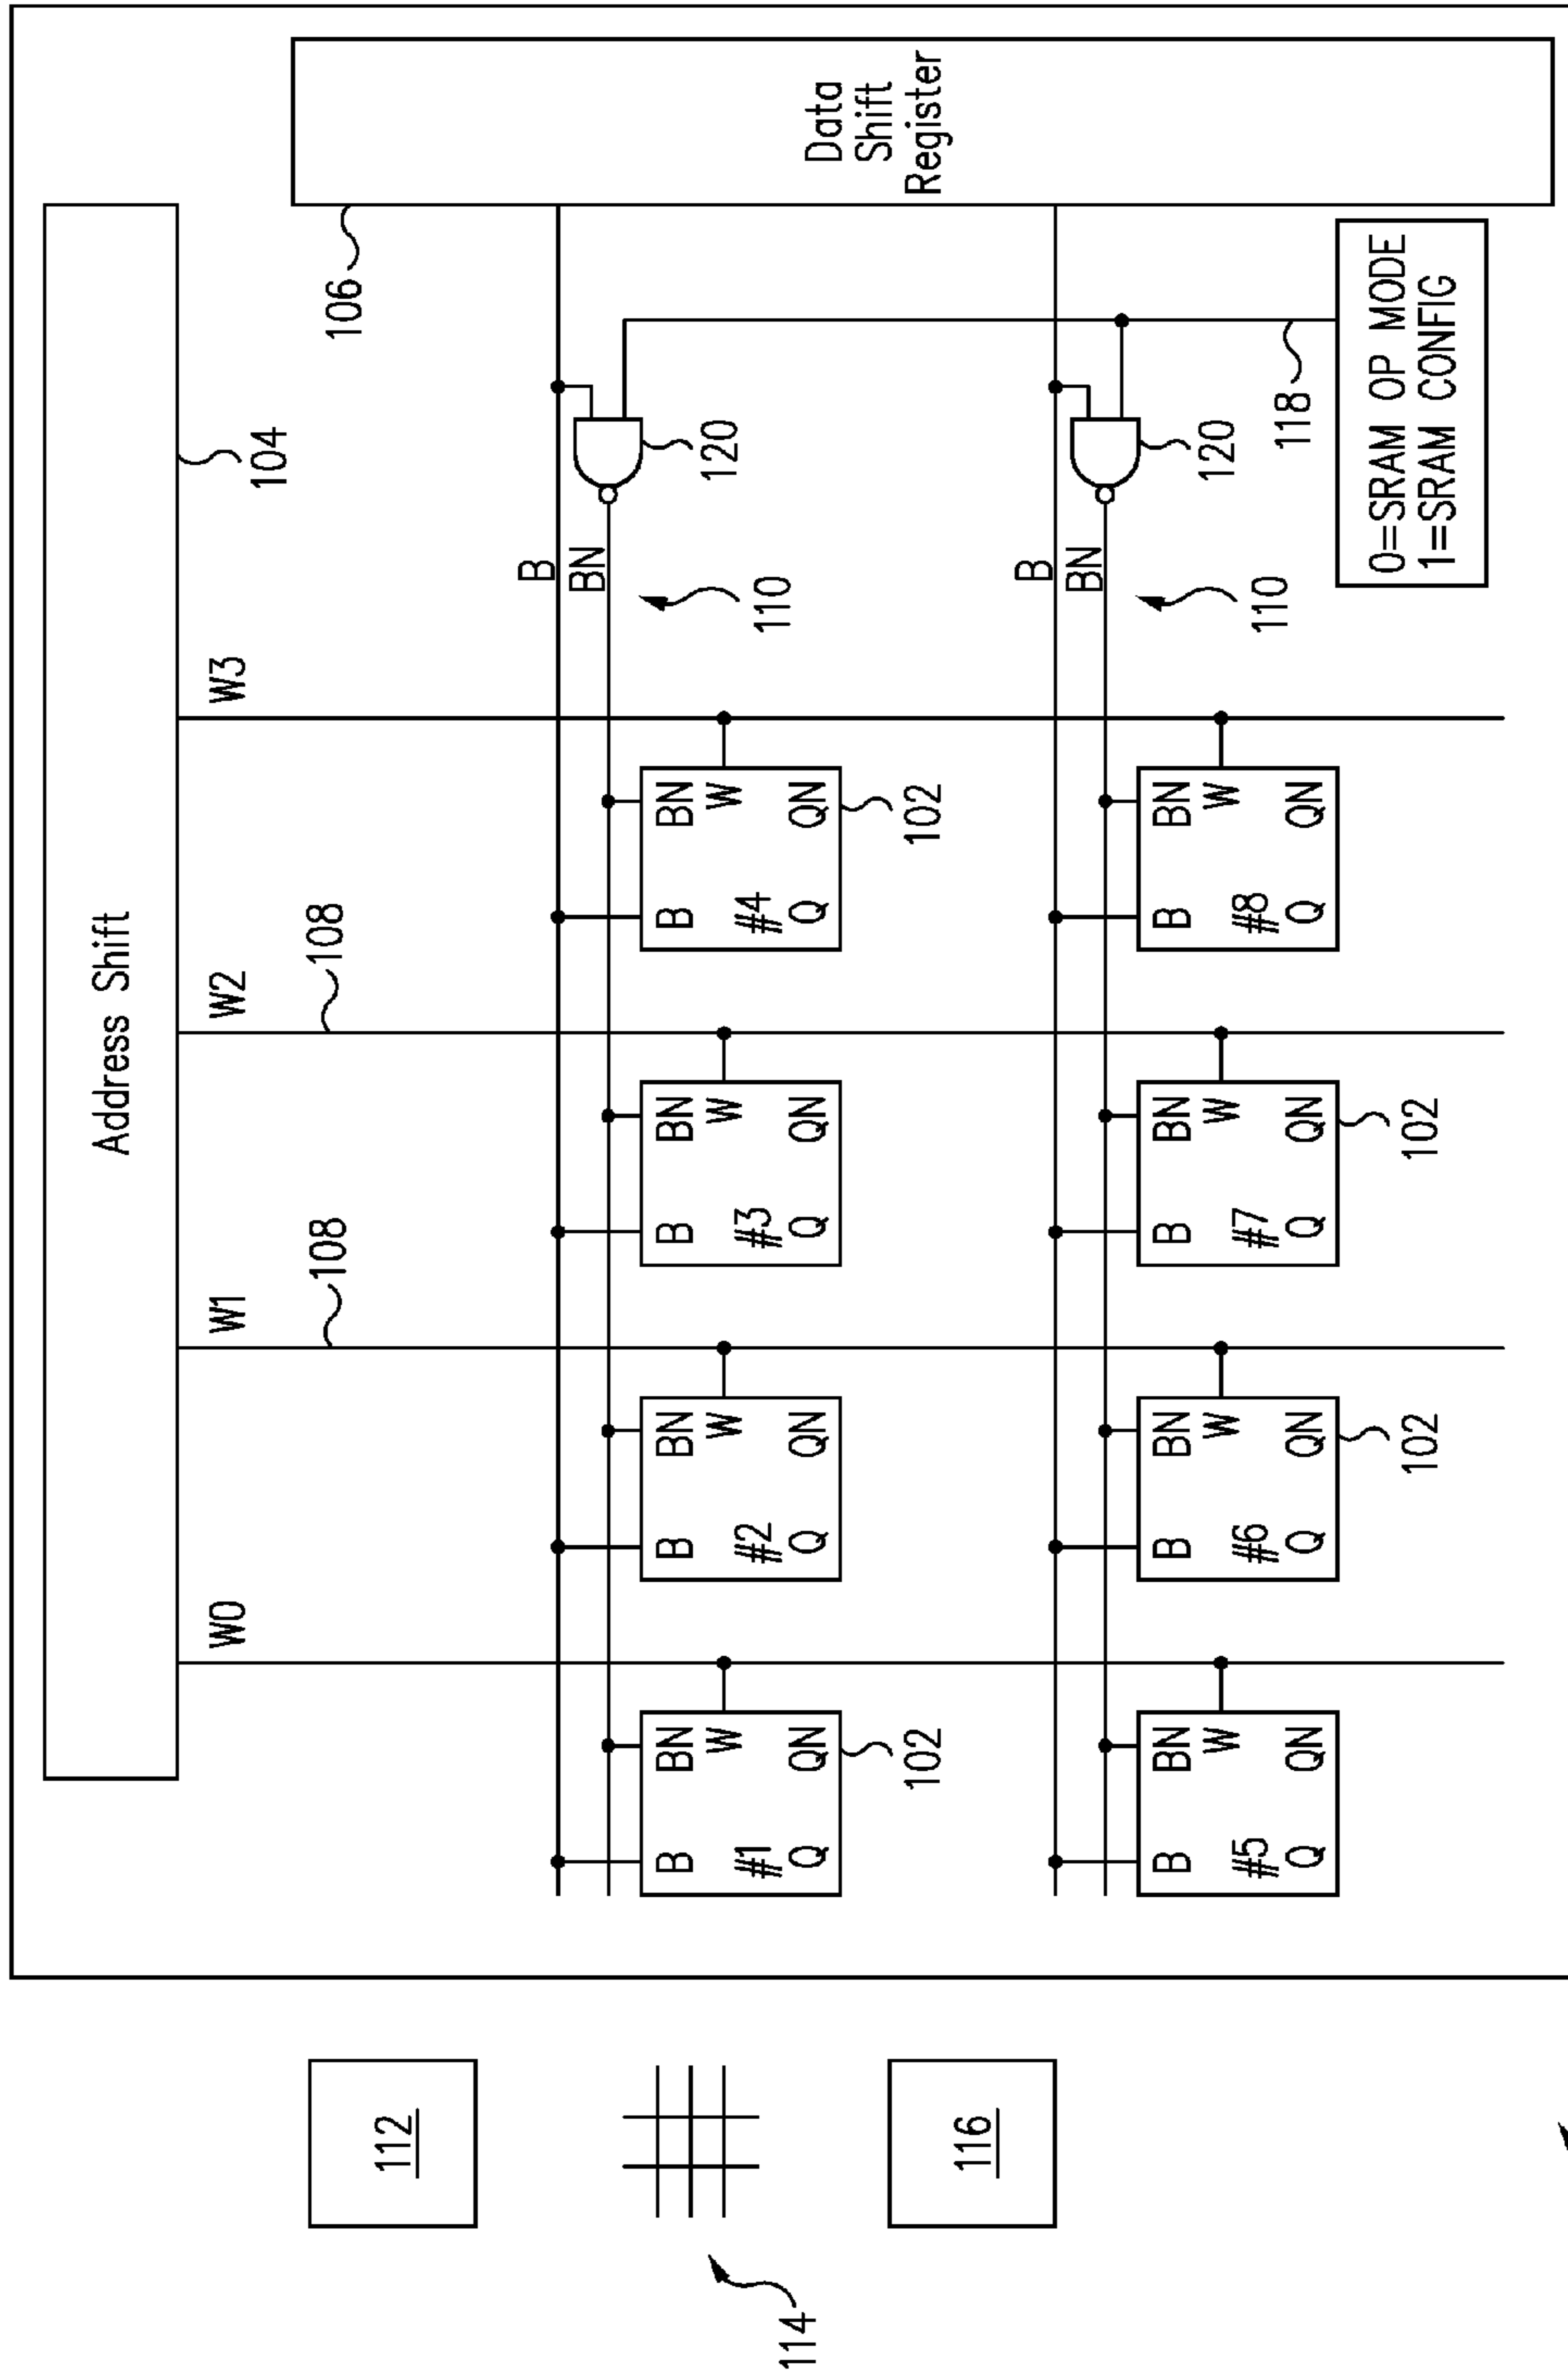 Address Shift
W0 W1 W2 W3
104
108 108
106
112
B
BN
B BN B BN B BN B BN
W W W W
120
#1 #2 #3 #4
110
114
Q QN Q QN Q QN Q QN
Data
Shift
Register
102 102
116
B
BN
B BN B BN B BN B BN
W W W W
120
#5 #6 #7 #8
110
118
Q QN Q QN Q QN Q QN
0=SRAM OP MODE
1=SRAM CONFIG
102 102